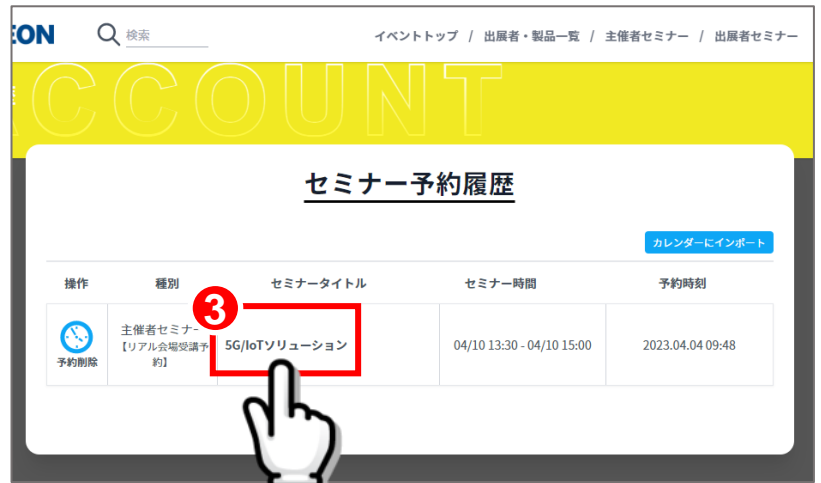 EON
検索
イベントトップ / 出展者・製品一覧 / 主催者セミナー / 出展者セミナー
ACCOUNT
セミナー予約履歴
カレンダーにインポート
操作 種別 セミナータイトル セミナー時間 予約時刻
3
主催者セミナー
【リアル会場受講予
約】
予約削除
5G/IoTソリューション
04/10 13:30 - 04/10 15:00
2023.04.04 09:48